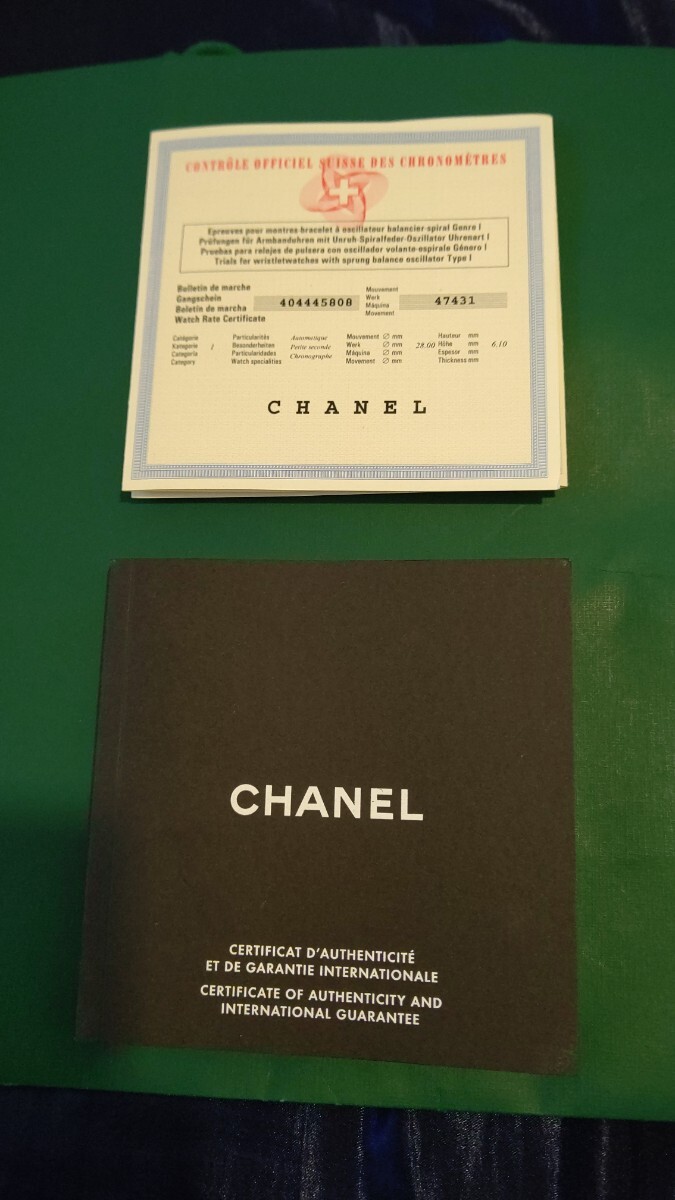 CONTRÔLE OFFICIEL SUISSE DES CHRONOMÈTRES
Epreuves pour montres-bracelet à oscillateur balancier-spiral Genre I
Prüfungen für Armbanduhren mit Unruh-Spiralfeder-Oszillator Uhrenart I
Pruebas para relojes de pulsera con oscillador volante-espirale Género I
Trials for wristletwatches with sprung balance oscillator Type I
Bulletin de marche
Gangschein
Boletin de marcha
Watch Rate Certificate
404445808
Mouvement
Werk
Máquina
Movement
47431
Catégorie
Kategorie
Categoria
Category
1
Particularités
Besonderheiten
Particularidades
Watch specialities
Automatique
Petite seconde
Chronographe
Mouvement ∅ mm
Werk ∅ mm
Máquina ∅ mm
Movement ∅ mm
28.00
Hauteur mm
Höhe mm
Espesor mm
Thickness mm
6.10
CHANEL
CHANEL
CERTIFICAT D'AUTHENTICITÉ
ET DE GARANTIE INTERNATIONALE
CERTIFICATE OF AUTHENTICITY AND
INTERNATIONAL GUARANTEE